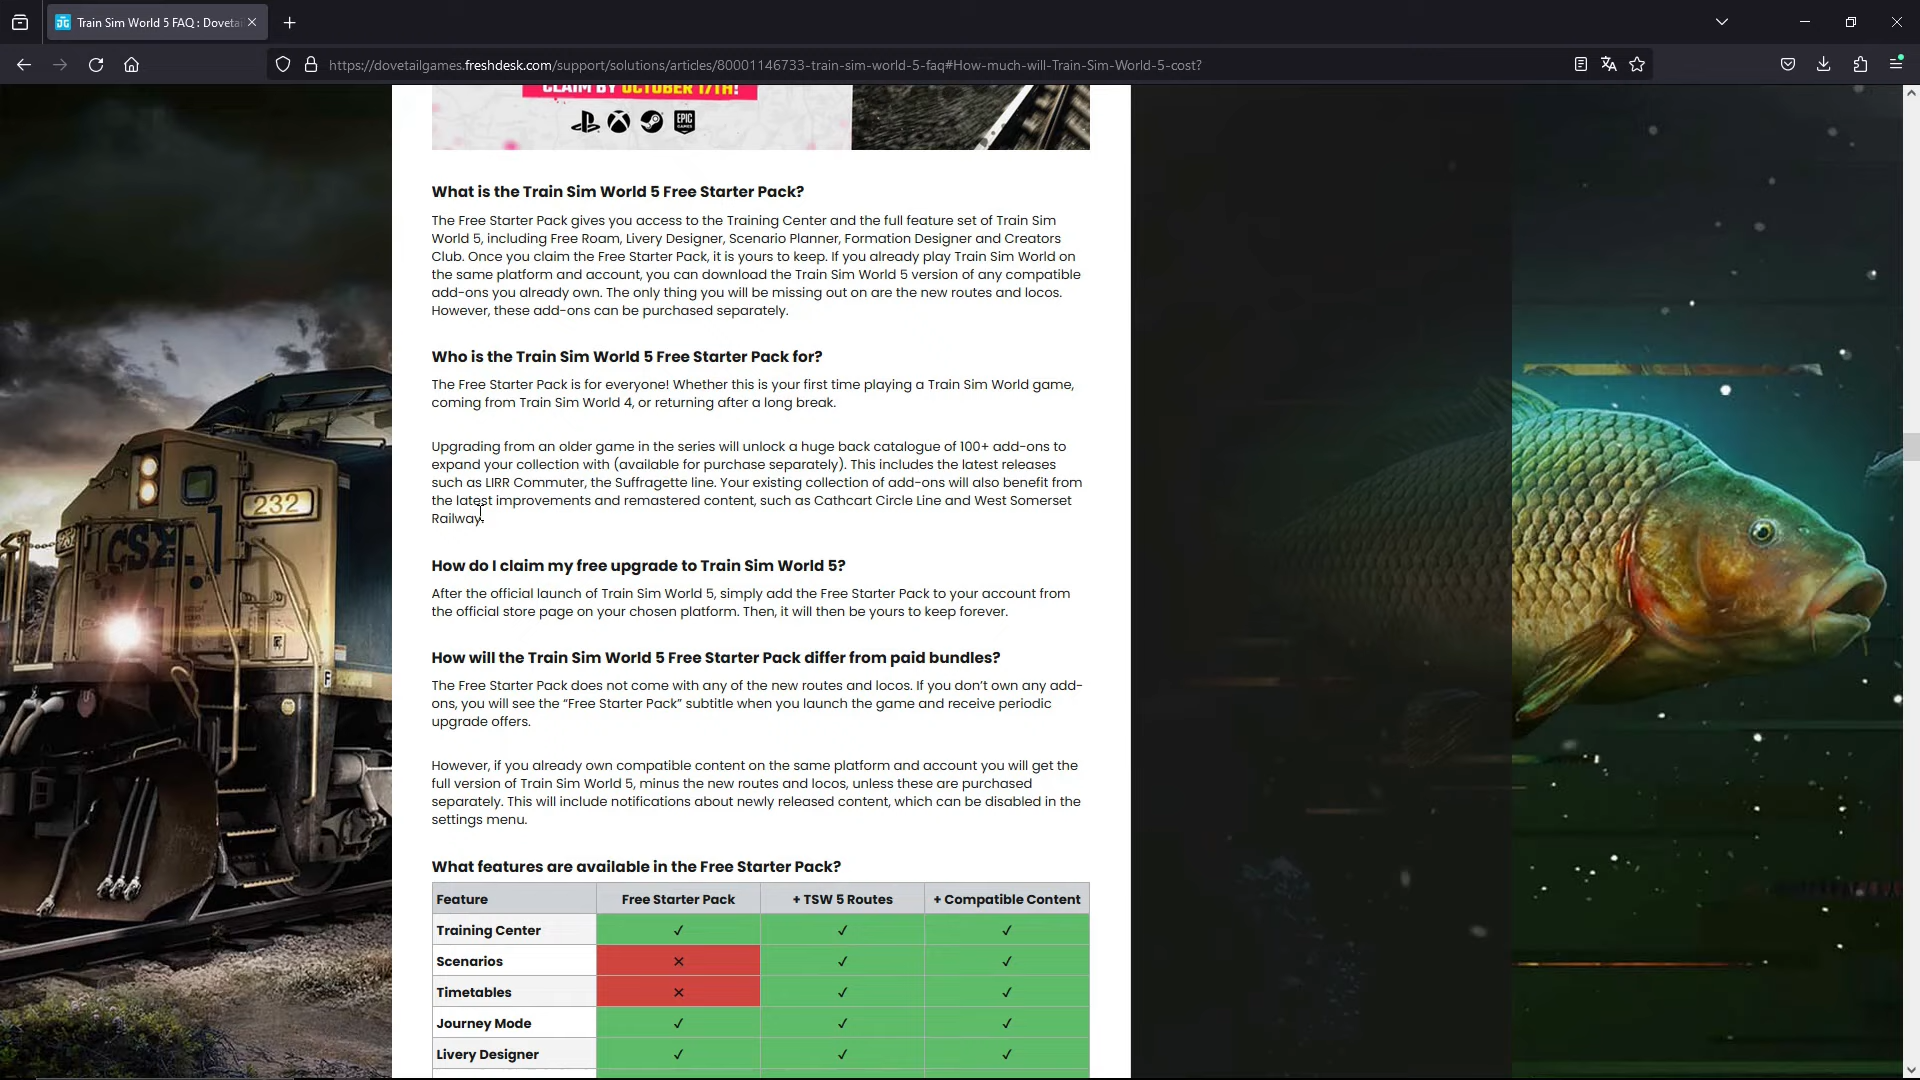 Train Sim World 5 FAQ : Doveta
https://dovetailgames.freshdesk.com/support/solutions/articles/80001146733-train-sim-world-5-faq#How-much-will-Train-Sim-World-5-cost?
CLAIM BY OCTOBER 17TH!
EPIC GAMES
What is the Train Sim World 5 Free Starter Pack?
The Free Starter Pack gives you access to the Training Center and the full feature set of Train Sim
World 5, including Free Roam, Livery Designer, Scenario Planner, Formation Designer and Creators
Club. Once you claim the Free Starter Pack, it is yours to keep. If you already play Train Sim World on
the same platform and account, you can download the Train Sim World 5 version of any compatible
add-ons you already own. The only thing you will be missing out on are the new routes and locos.
However, these add-ons can be purchased separately.
Who is the Train Sim World 5 Free Starter Pack for?
The Free Starter Pack is for everyone! Whether this is your first time playing a Train Sim World game,
coming from Train Sim World 4, or returning after a long break.
Upgrading from an older game in the series will unlock a huge back catalogue of 100+ add-ons to
expand your collection with (available for purchase separately). This includes the latest releases
such as LIRR Commuter, the Suffragette line. Your existing collection of add-ons will also benefit from
the latest improvements and remastered content, such as Cathcart Circle Line and West Somerset
Railway.
How do I claim my free upgrade to Train Sim World 5?
After the official launch of Train Sim World 5, simply add the Free Starter Pack to your account from
the official store page on your chosen platform. Then, it will then be yours to keep forever.
How will the Train Sim World 5 Free Starter Pack differ from paid bundles?
The Free Starter Pack does not come with any of the new routes and locos. If you don’t own any add-
ons, you will see the “Free Starter Pack” subtitle when you launch the game and receive periodic
upgrade offers.
However, if you already own compatible content on the same platform and account you will get the
full version of Train Sim World 5, minus the new routes and locos, unless these are purchased
separately. This will include notifications about newly released content, which can be disabled in the
settings menu.
What features are available in the Free Starter Pack?
Feature Free Starter Pack + TSW 5 Routes + Compatible Content
Training Center ✓ ✓ ✓
Scenarios ✕ ✓ ✓
Timetables ✕ ✓ ✓
Journey Mode ✓ ✓ ✓
Livery Designer ✓ ✓ ✓
232
CSX
F